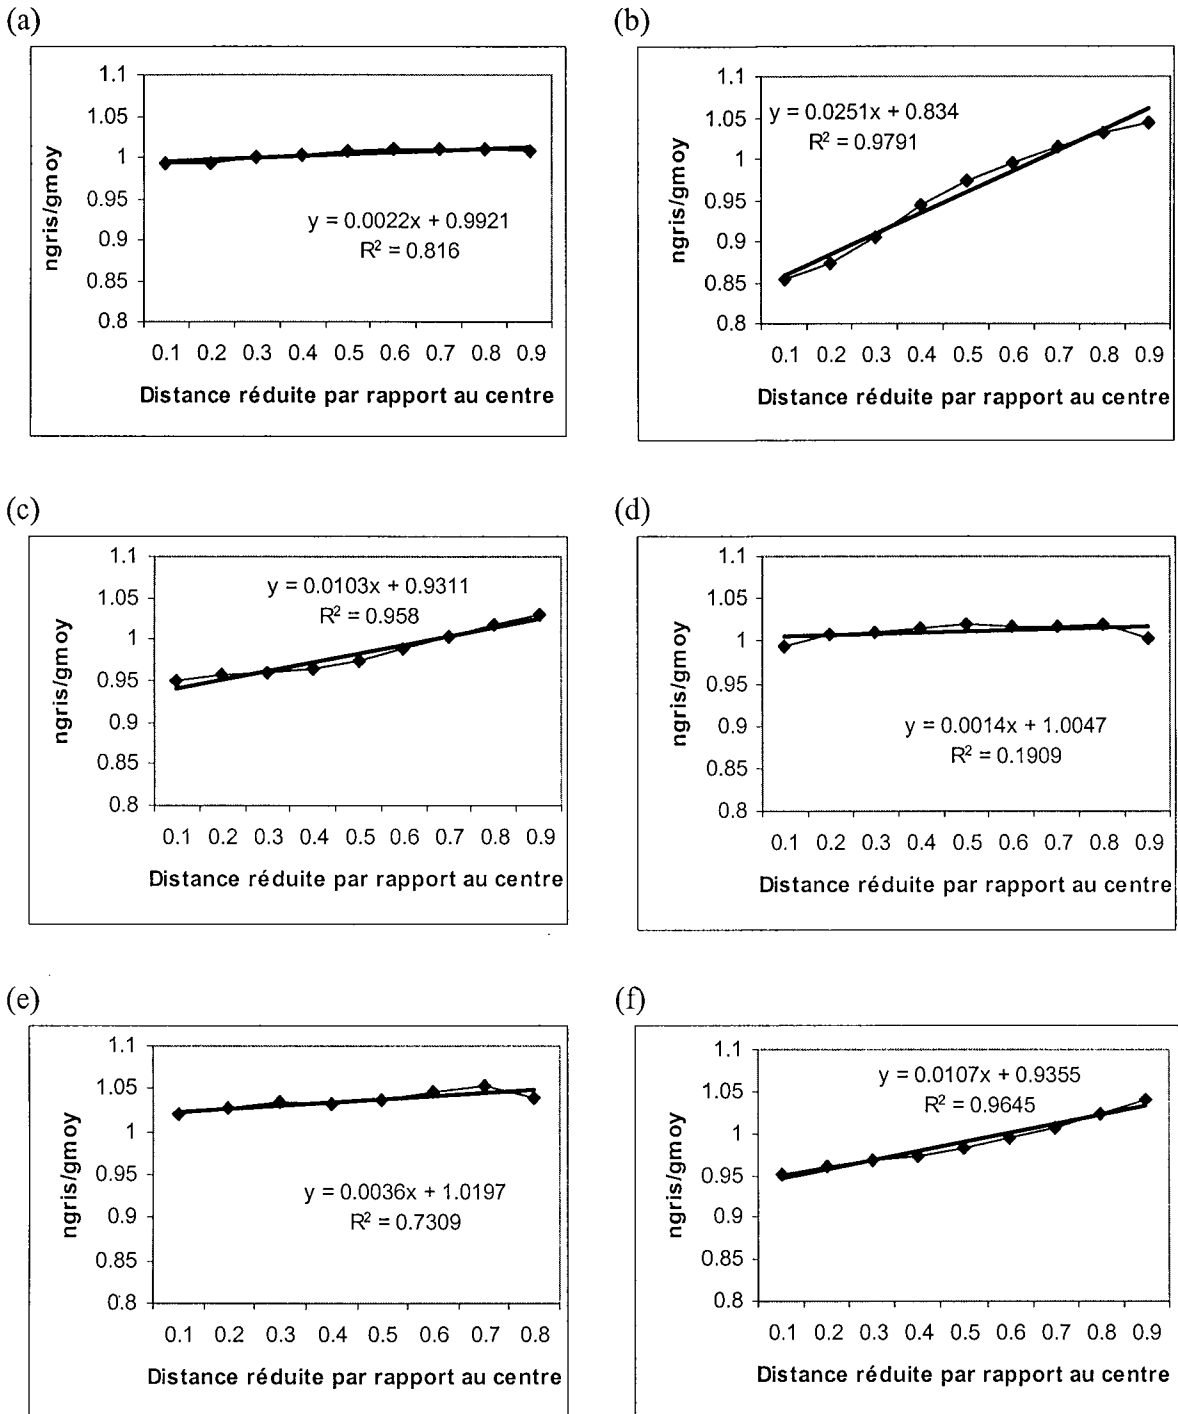 (a)
1.1
1.05
1
0.95
0.9
0.85
0.8
ngris/gmoy
y = 0.0022x + 0.9921
R² = 0.816
0.1 0.2 0.3 0.4 0.5 0.6 0.7 0.8 0.9
Distance réduite par rapport au centre
(b)
1.1
1.05
1
0.95
0.9
0.85
0.8
ngris/gmoy
y = 0.0251x + 0.834
R² = 0.9791
0.1 0.2 0.3 0.4 0.5 0.6 0.7 0.8 0.9
Distance réduite par rapport au centre
(c)
1.1
1.05
1
0.95
0.9
0.85
0.8
ngris/gmoy
y = 0.0103x + 0.9311
R² = 0.958
0.1 0.2 0.3 0.4 0.5 0.6 0.7 0.8 0.9
Distance réduite par rapport au centre
(d)
1.1
1.05
1
0.95
0.9
0.85
0.8
ngris/gmoy
y = 0.0014x + 1.0047
R² = 0.1909
0.1 0.2 0.3 0.4 0.5 0.6 0.7 0.8 0.9
Distance réduite par rapport au centre
(e)
1.1
1.05
1
0.95
0.9
0.85
0.8
ngris/gmoy
y = 0.0036x + 1.0197
R² = 0.7309
0.1 0.2 0.3 0.4 0.5 0.6 0.7 0.8
Distance réduite par rapport au centre
(f)
1.1
1.05
1
0.95
0.9
0.85
0.8
ngris/gmoy
y = 0.0107x + 0.9355
R² = 0.9645
0.1 0.2 0.3 0.4 0.5 0.6 0.7 0.8 0.9
Distance réduite par rapport au centre